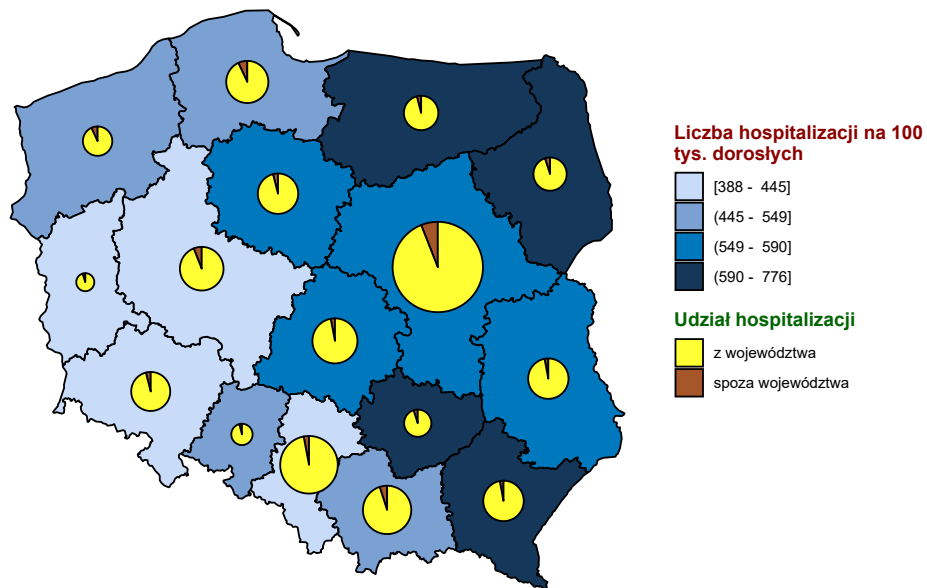 Liczba hospitalizacji na 100
tys. dorosłych
[388 - 445]
(445 - 549]
(549 - 590]
(590 - 776]
Udział hospitalizacji
z województwa
spoza województwa